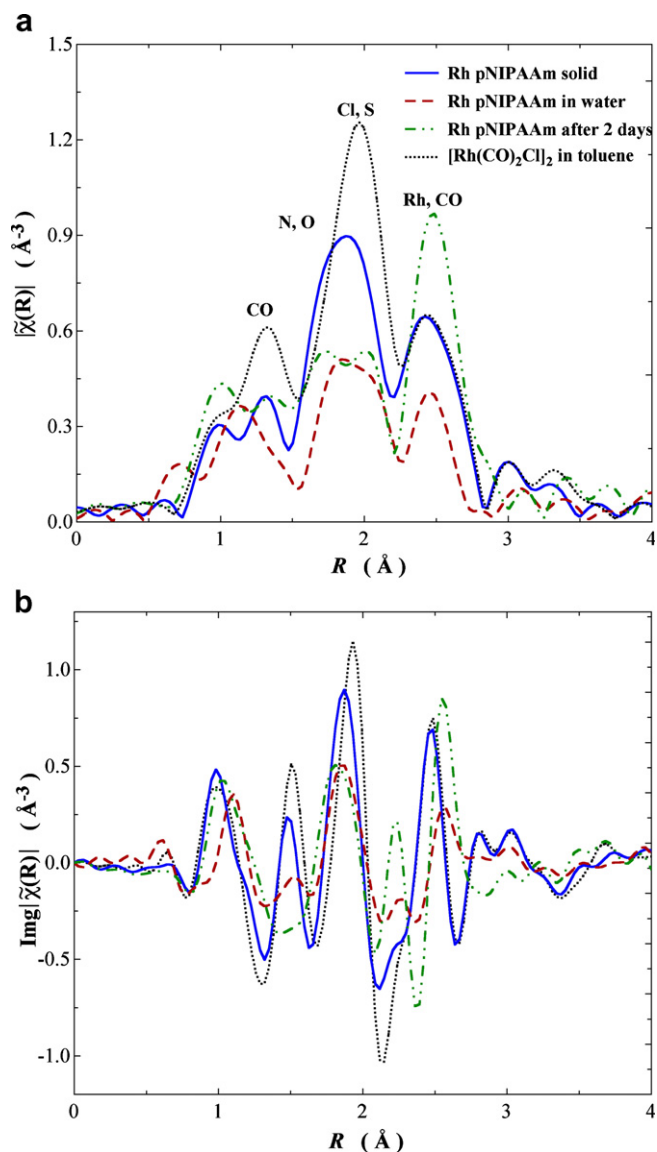 a
1.5
1.2
0.9
0.6
0.3
0.0
|χ̃(R)| ( Å⁻³ )
Rh pNIPAAm solid
Rh pNIPAAm in water
Rh pNIPAAm after 2 days
[Rh(CO)₂Cl]₂ in toluene
Cl, S
N, O
Rh, CO
CO
0 1 2 3 4
R ( Å )
b
1.0
0.5
0.0
-0.5
-1.0
Img|χ̃(R)| ( Å⁻³ )
0 1 2 3 4
R ( Å )